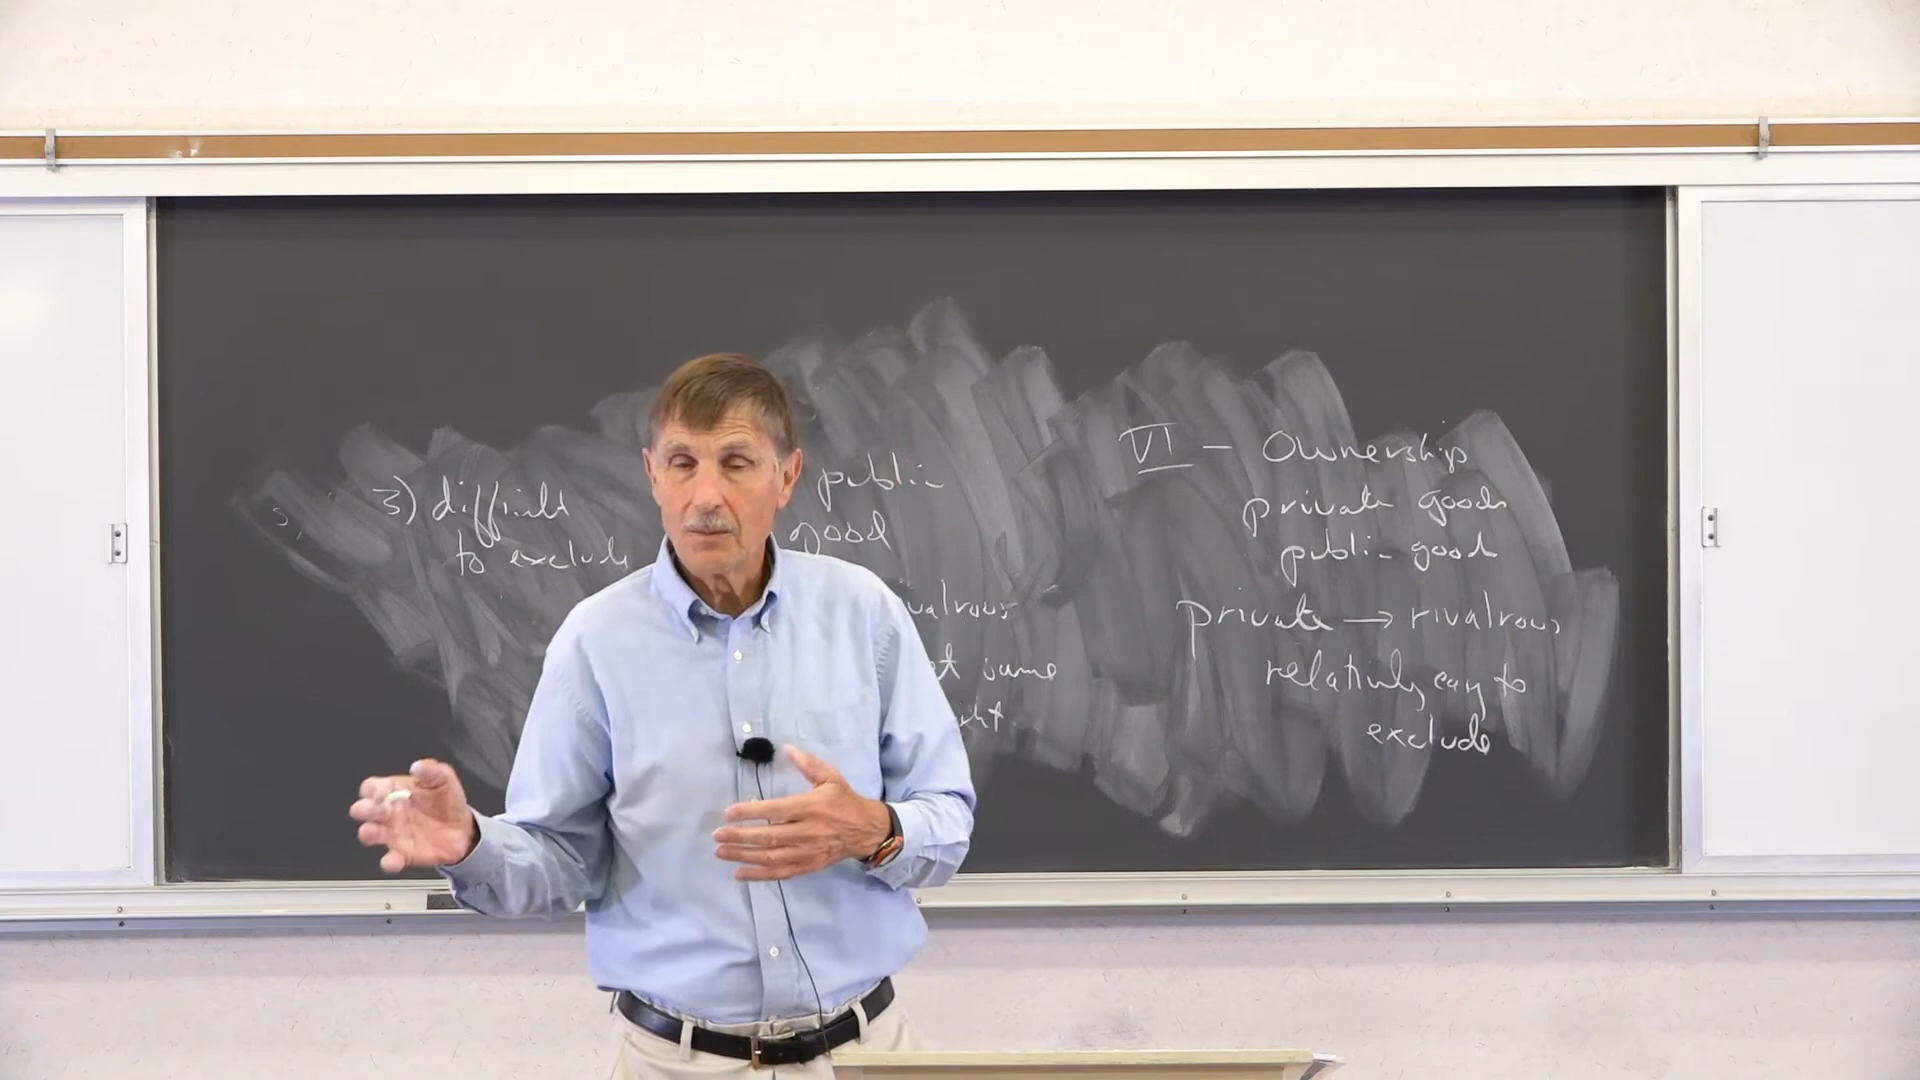 3) difficult
to exclude
public
good
same
VI — Ownership
private goods
public good
private → rivalrous
relatively easy to
exclude